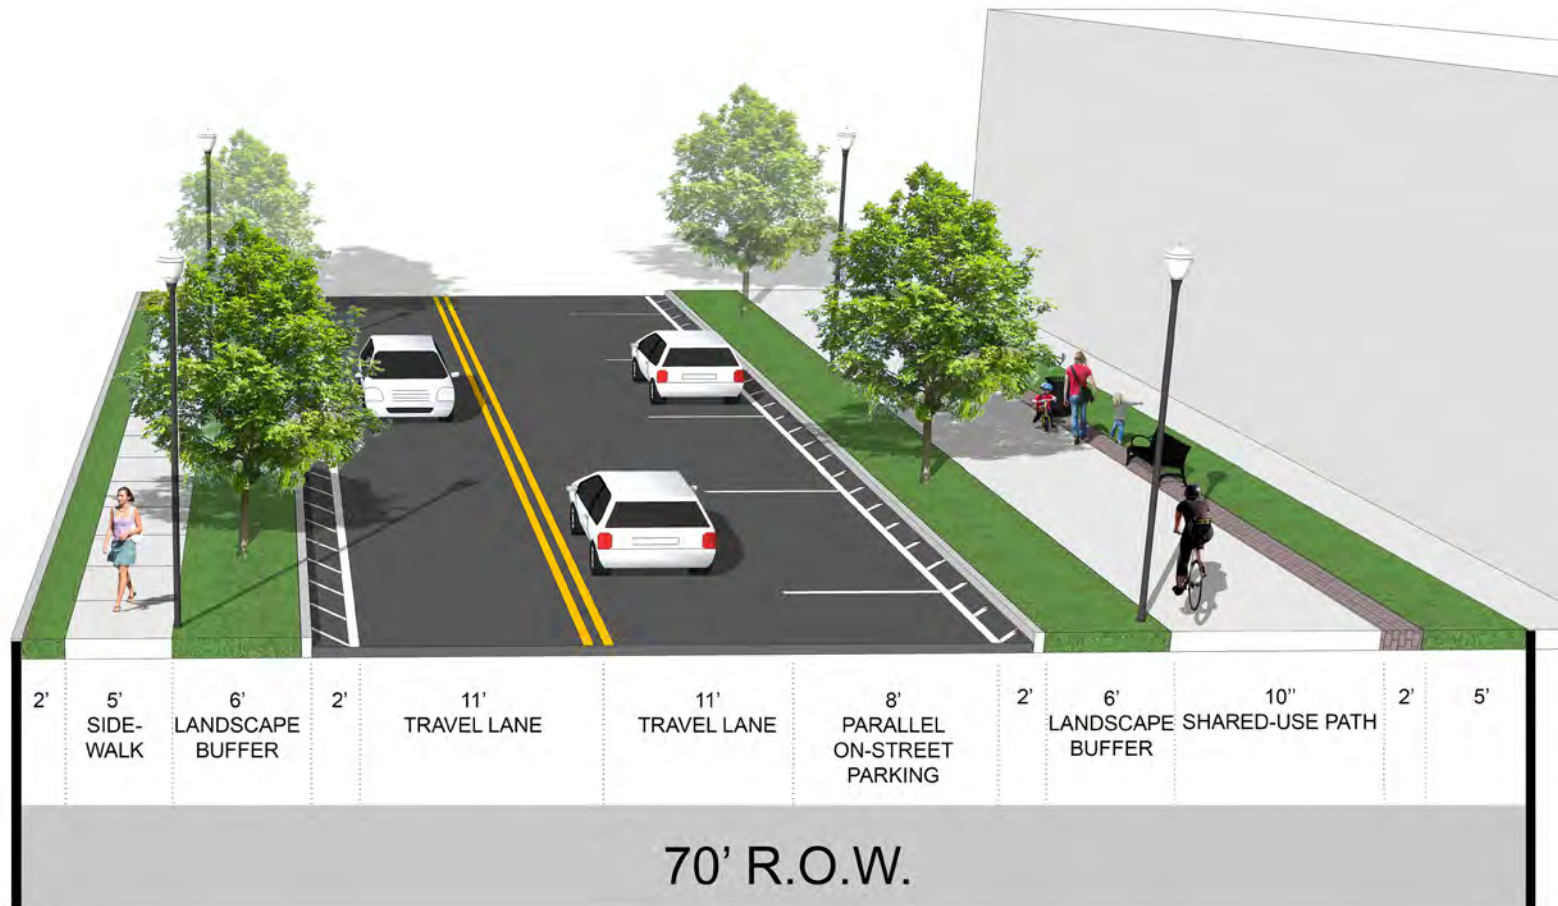 2'
5'
SIDE-
WALK
6'
LANDSCAPE
BUFFER
2'
11'
TRAVEL LANE
11'
TRAVEL LANE
8'
PARALLEL
ON-STREET
PARKING
2'
6'
LANDSCAPE
BUFFER
10''
SHARED-USE PATH
2'
5'
70' R.O.W.